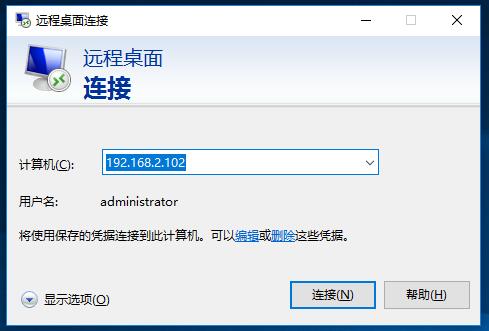 远程桌面连接
远程桌面
连接
计算机(C): 192.168.2.102
用户名: administrator
将使用保存的凭据连接到此计算机。可以编辑或删除这些凭据。
显示选项(O) 连接(N) 帮助(H)